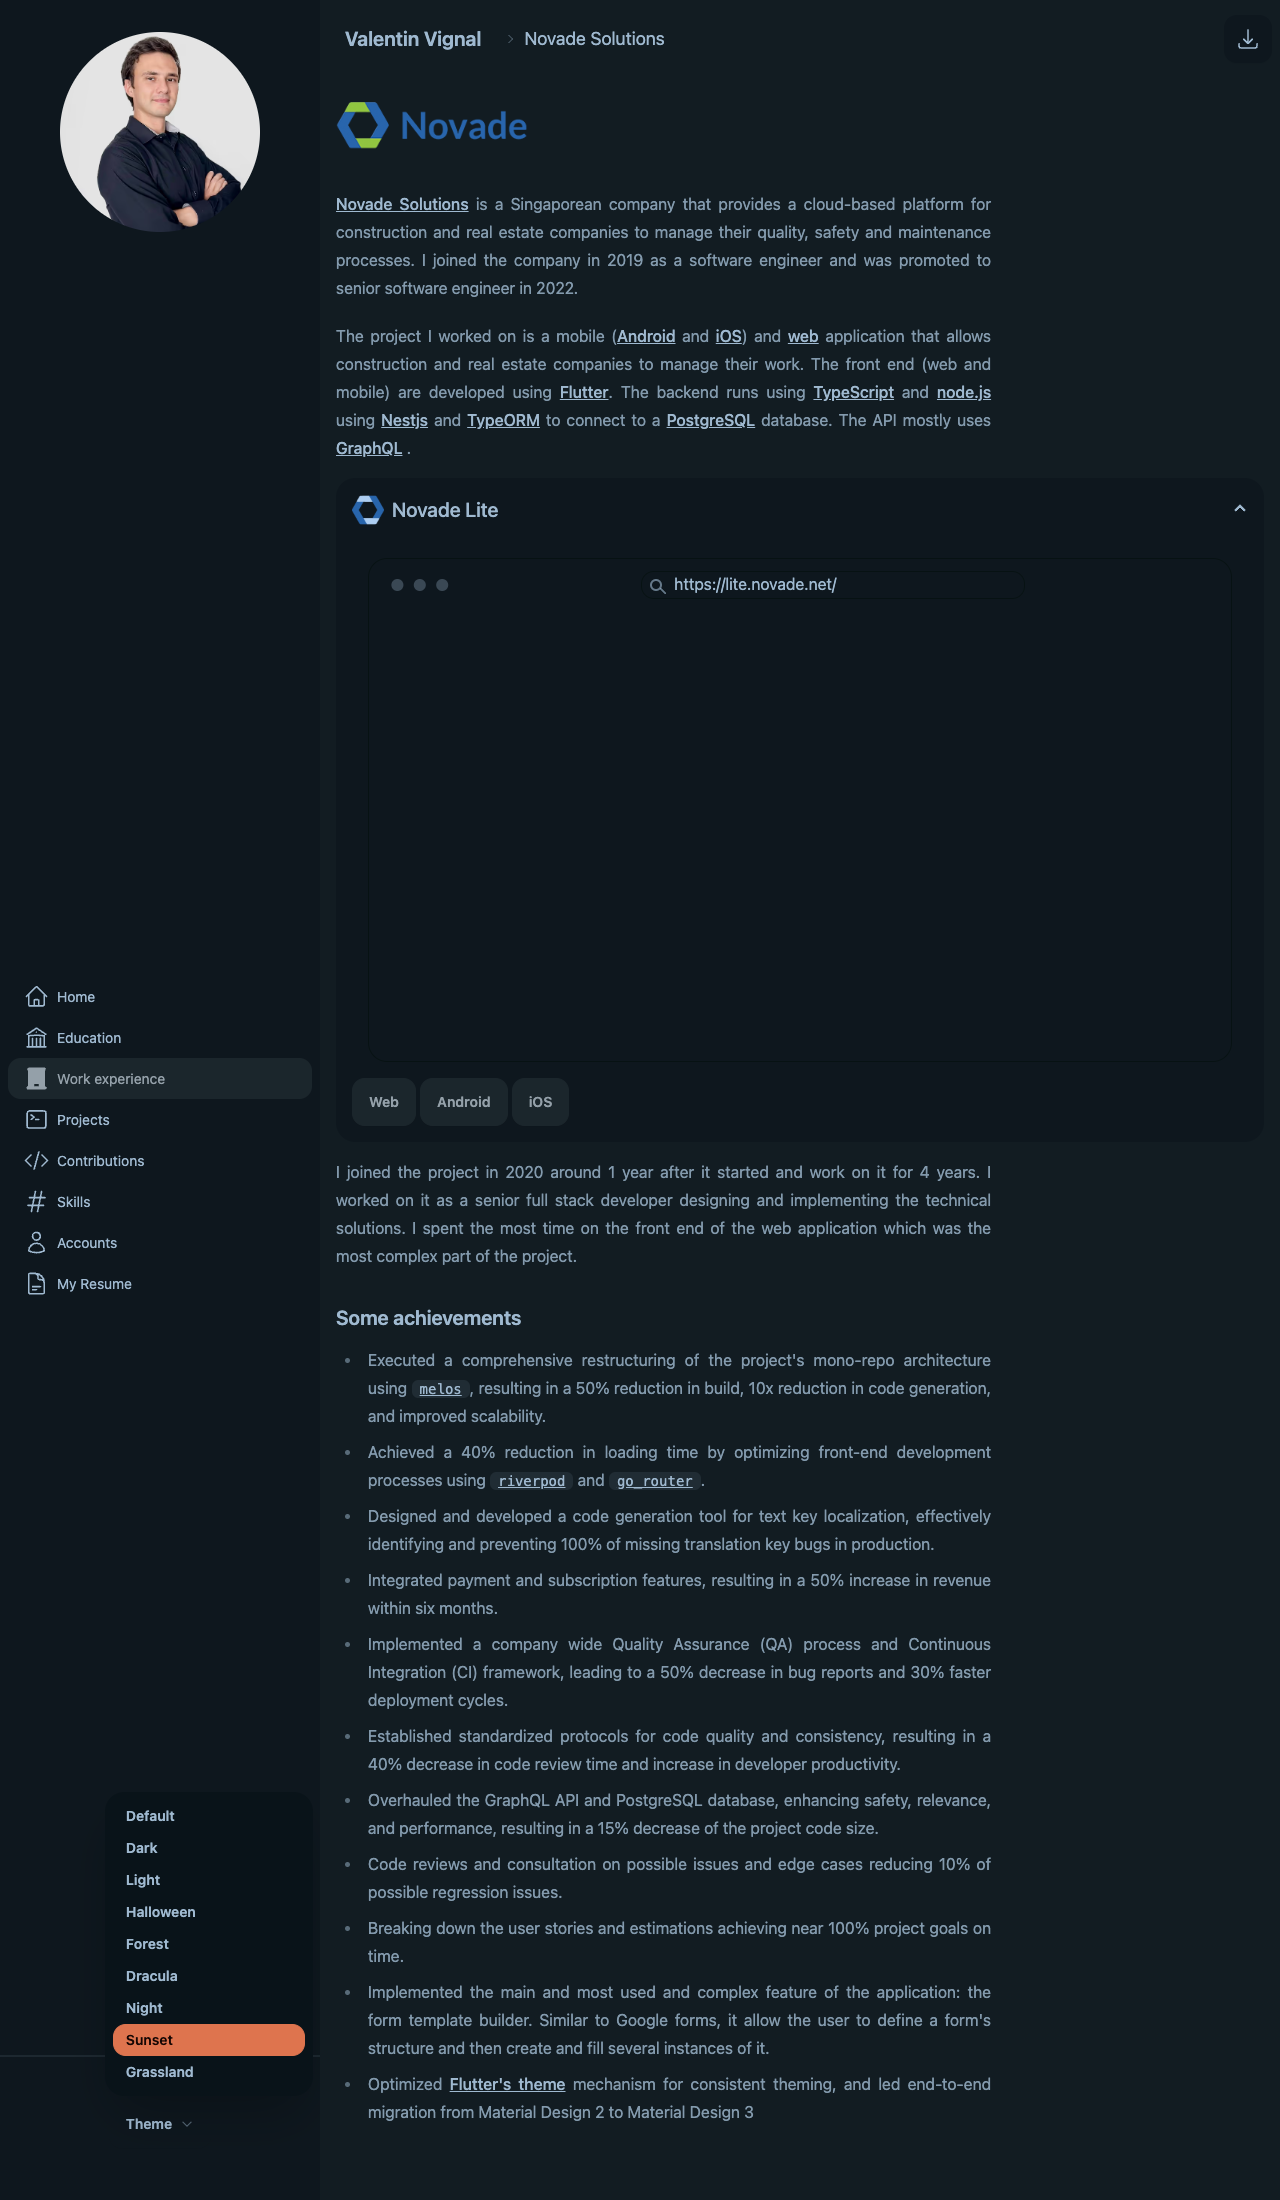 Valentin Vignal
Novade Solutions
Novade
Novade Solutions is a Singaporean company that provides a cloud-based platform for
construction and real estate companies to manage their quality, safety and maintenance
processes. I joined the company in 2019 as a software engineer and was promoted to
senior software engineer in 2022.
The project I worked on is a mobile (Android and iOS) and web application that allows
construction and real estate companies to manage their work. The front end (web and
mobile) are developed using Flutter. The backend runs using TypeScript and node.js
using Nestjs and TypeORM to connect to a PostgreSQL database. The API mostly uses
GraphQL .
Novade Lite
https://lite.novade.net/
Web
Android
iOS
I joined the project in 2020 around 1 year after it started and work on it for 4 years. I
worked on it as a senior full stack developer designing and implementing the technical
solutions. I spent the most time on the front end of the web application which was the
most complex part of the project.
Some achievements
• Executed a comprehensive restructuring of the project's mono-repo architecture
using melos, resulting in a 50% reduction in build, 10x reduction in code generation,
and improved scalability.
• Achieved a 40% reduction in loading time by optimizing front-end development
processes using riverpod and go_router.
• Designed and developed a code generation tool for text key localization, effectively
identifying and preventing 100% of missing translation key bugs in production.
• Integrated payment and subscription features, resulting in a 50% increase in revenue
within six months.
• Implemented a company wide Quality Assurance (QA) process and Continuous
Integration (CI) framework, leading to a 50% decrease in bug reports and 30% faster
deployment cycles.
• Established standardized protocols for code quality and consistency, resulting in a
40% decrease in code review time and increase in developer productivity.
• Overhauled the GraphQL API and PostgreSQL database, enhancing safety, relevance,
and performance, resulting in a 15% decrease of the project code size.
• Code reviews and consultation on possible issues and edge cases reducing 10% of
possible regression issues.
• Breaking down the user stories and estimations achieving near 100% project goals on
time.
• Implemented the main and most used and complex feature of the application: the
form template builder. Similar to Google forms, it allow the user to define a form's
structure and then create and fill several instances of it.
• Optimized Flutter's theme mechanism for consistent theming, and led end-to-end
migration from Material Design 2 to Material Design 3
Home
Education
Work experience
Projects
Contributions
Skills
Accounts
My Resume
Default
Dark
Light
Halloween
Forest
Dracula
Night
Sunset
Grassland
Theme